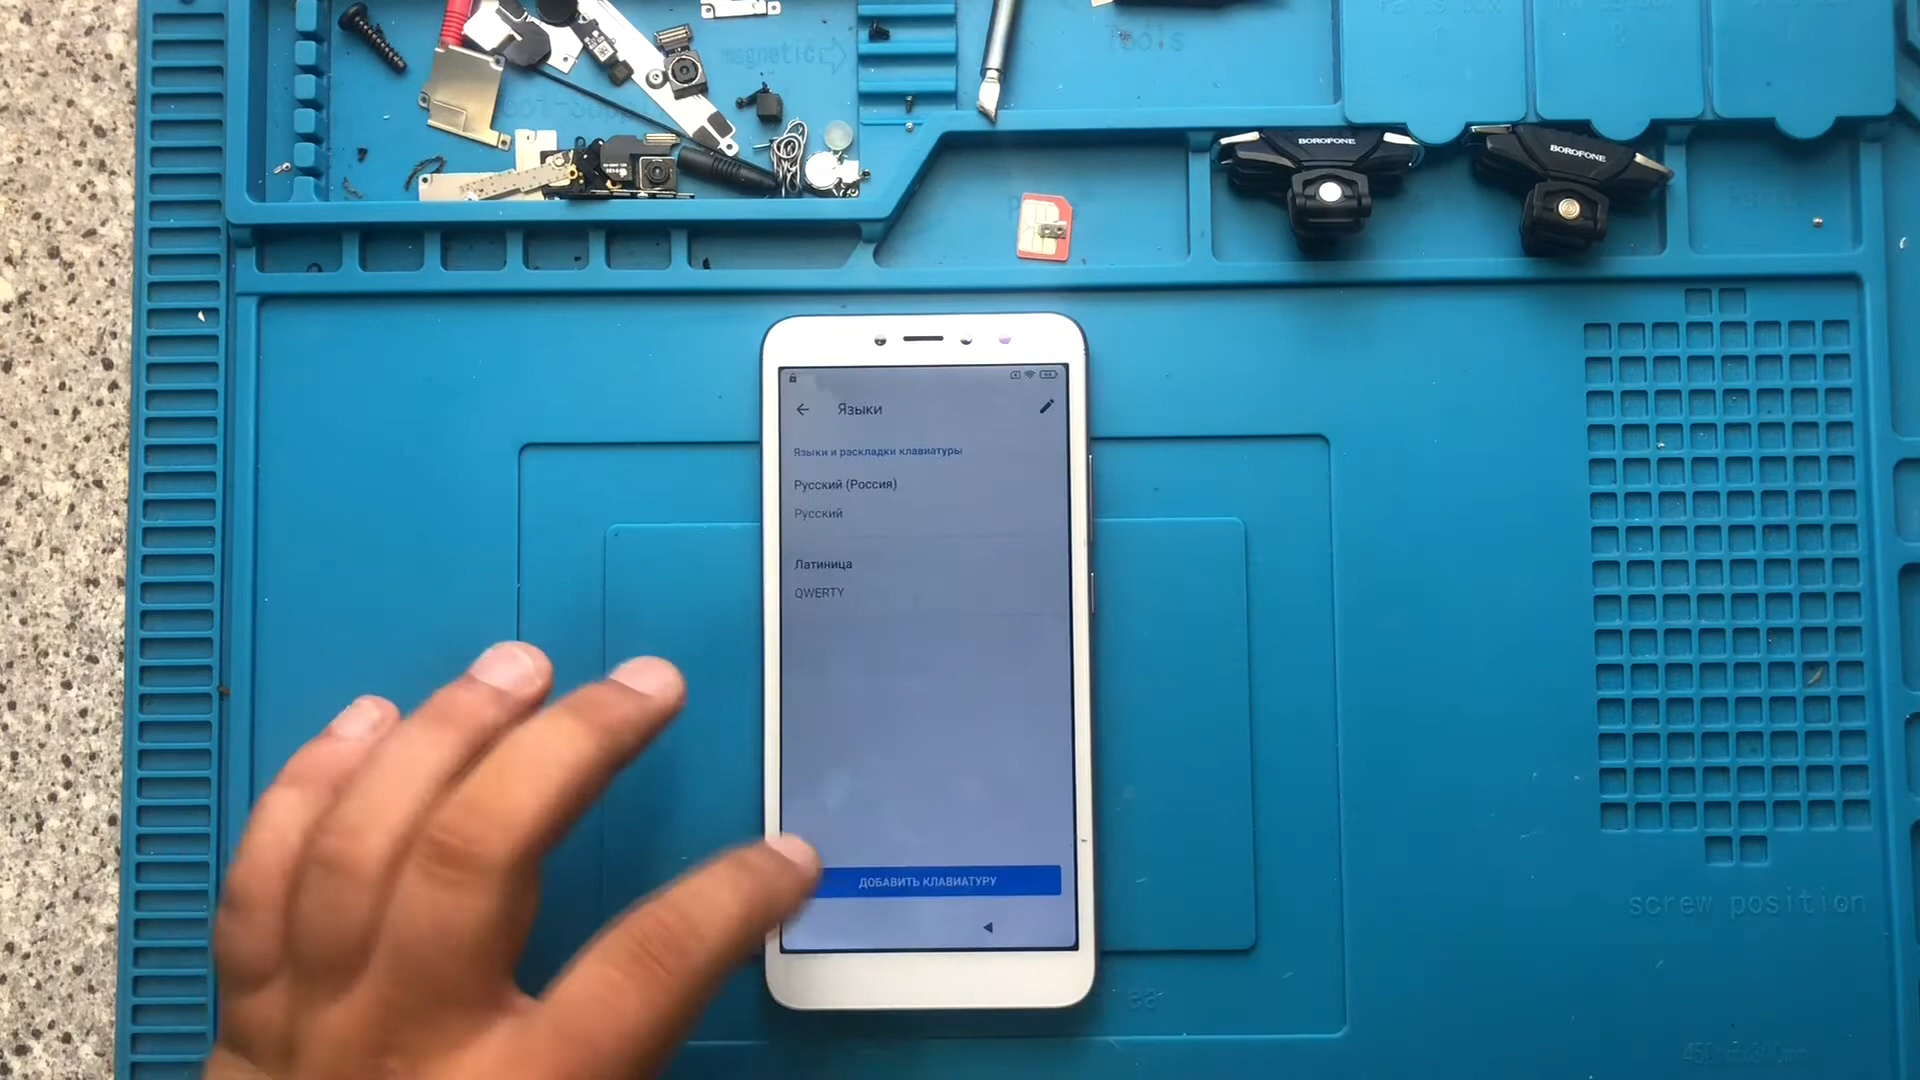 magnetic
Tools
BOROFONE
BOROFONE
Языки
Языки и раскладки клавиатуры
Русский (Россия)
Русский
Латиница
QWERTY
ДОБАВИТЬ КЛАВИАТУРУ
screw position